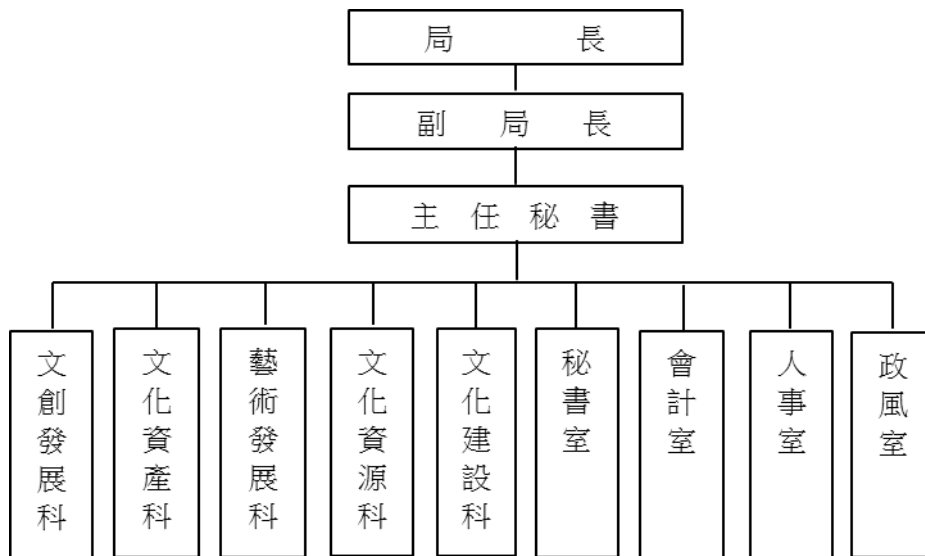 局長
副局長
主任秘書
文創發展科
文化資產科
藝術發展科
文化資源科
文化建設科
秘書室
會計室
人事室
政風室